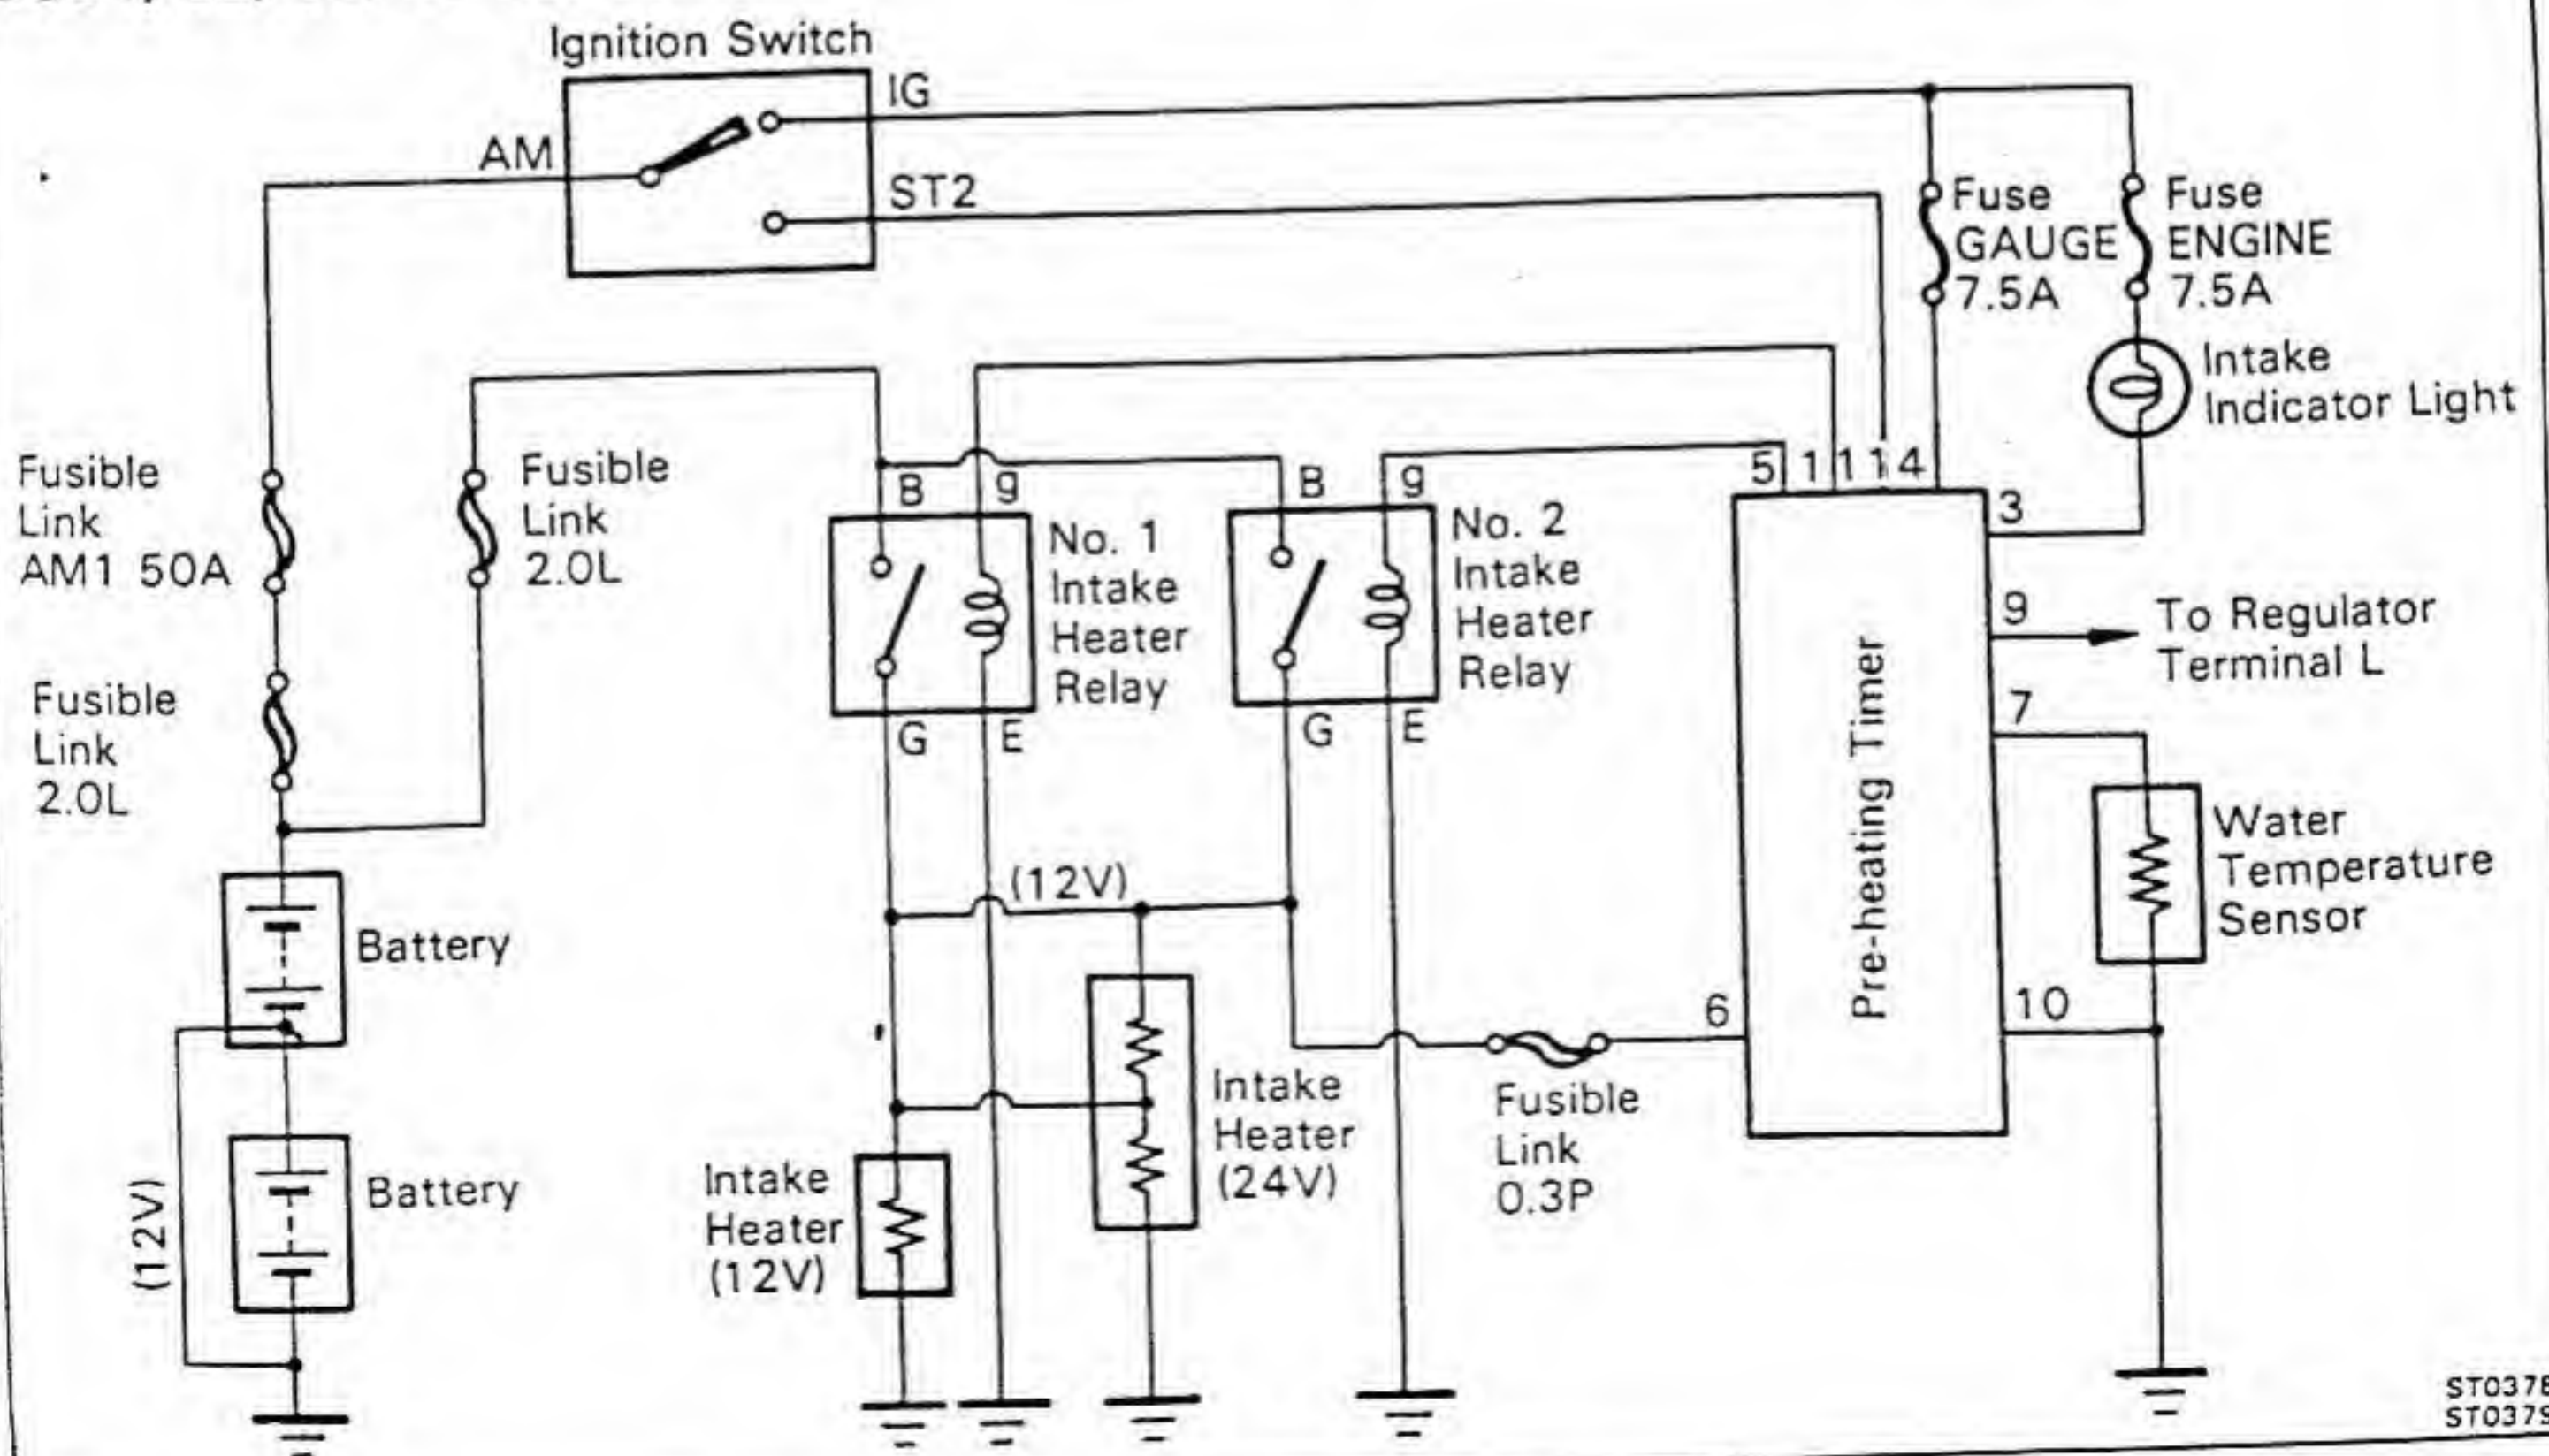 Ignition Switch
IG
AM
ST2
Fuse
GAUGE
7.5A
Fuse
ENGINE
7.5A
Intake
Indicator Light
Fusible
Link
AM1 50A
Fusible
Link
2.0L
B
9
B
9
5
1
11
4
3
No. 1
Intake
Heater
Relay
No. 2
Intake
Heater
Relay
9
To Regulator
Terminal L
Fusible
Link
2.0L
G
E
G
E
7
Pre-heating Timer
Water
Temperature
Sensor
(12V)
Battery
6
10
Intake
Heater
(24V)
Fusible
Link
0.3P
(12V)
Battery
Intake
Heater
(12V)